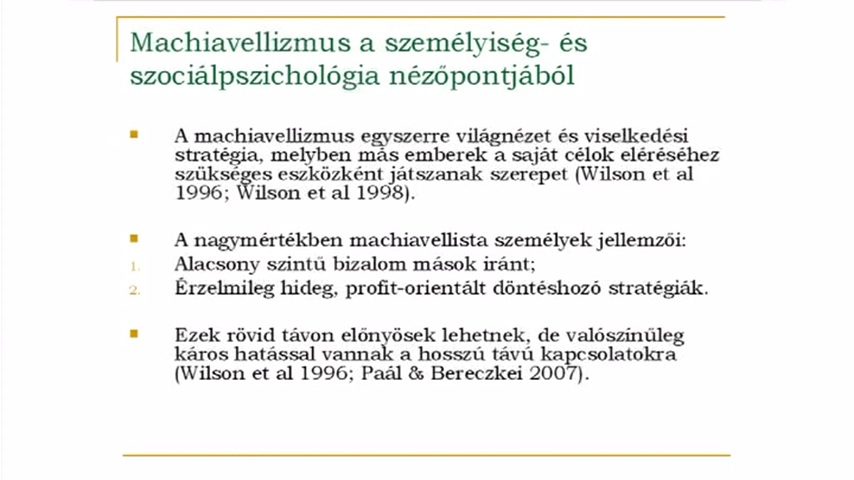 Machiavellizmus a személyiség- és
szociálpszichológia nézőpontjából
A machiavellizmus egyszerre világnézet és viselkedési
stratégia, melyben más emberek a saját célok eléréséhez
szükséges eszközként játszanak szerepet (Wilson et al
1996; Wilson et al 1998).
A nagymértékben machiavellista személyek jellemzői:
1. Alacsony szintű bizalom mások iránt;
2. Érzelmileg hideg, profit-orientált döntéshozó stratégiák.
Ezek rövid távon előnyösek lehetnek, de valószínűleg
káros hatással vannak a hosszú távú kapcsolatokra
(Wilson et al 1996; Paál & Bereczkei 2007).